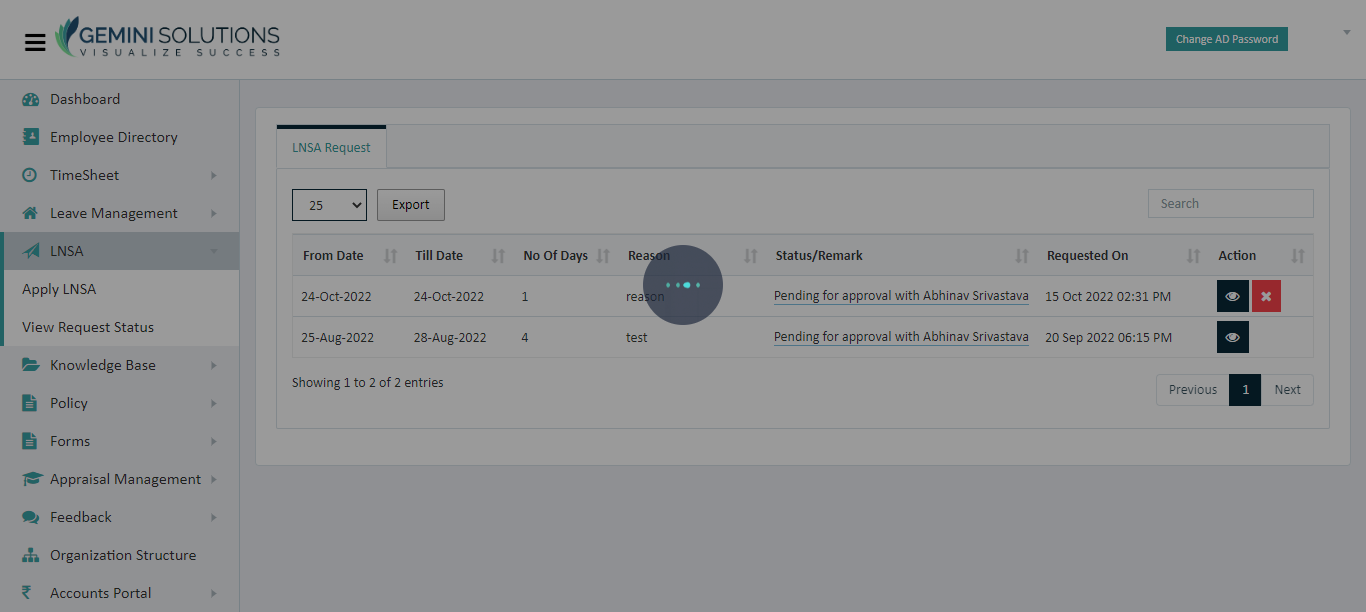 GEMINI SOLUTIONS
VISUALIZE SUCCESS
Change AD Password
Dashboard
Employee Directory
TimeSheet
Leave Management
LNSA
Apply LNSA
View Request Status
Knowledge Base
Policy
Forms
Appraisal Management
Feedback
Organization Structure
Accounts Portal
LNSA Request
25 Export Search
From Date Till Date No Of Days Reason Status/Remark Requested On Action
24-Oct-2022 24-Oct-2022 1 reason Pending for approval with Abhinav Srivastava 15 Oct 2022 02:31 PM
25-Aug-2022 28-Aug-2022 4 test Pending for approval with Abhinav Srivastava 20 Sep 2022 06:15 PM
Showing 1 to 2 of 2 entries
Previous 1 Next